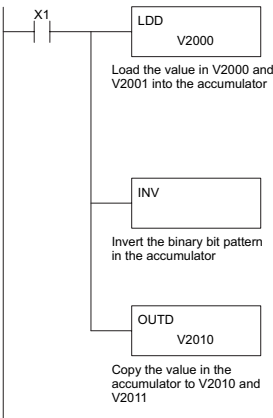 X1
LDD
V2000
Load the value in V2000 and
V2001 into the accumulator
INV
Invert the binary bit pattern
in the accumulator
OUTD
V2010
Copy the value in the
accumulator to V2010 and
V2011